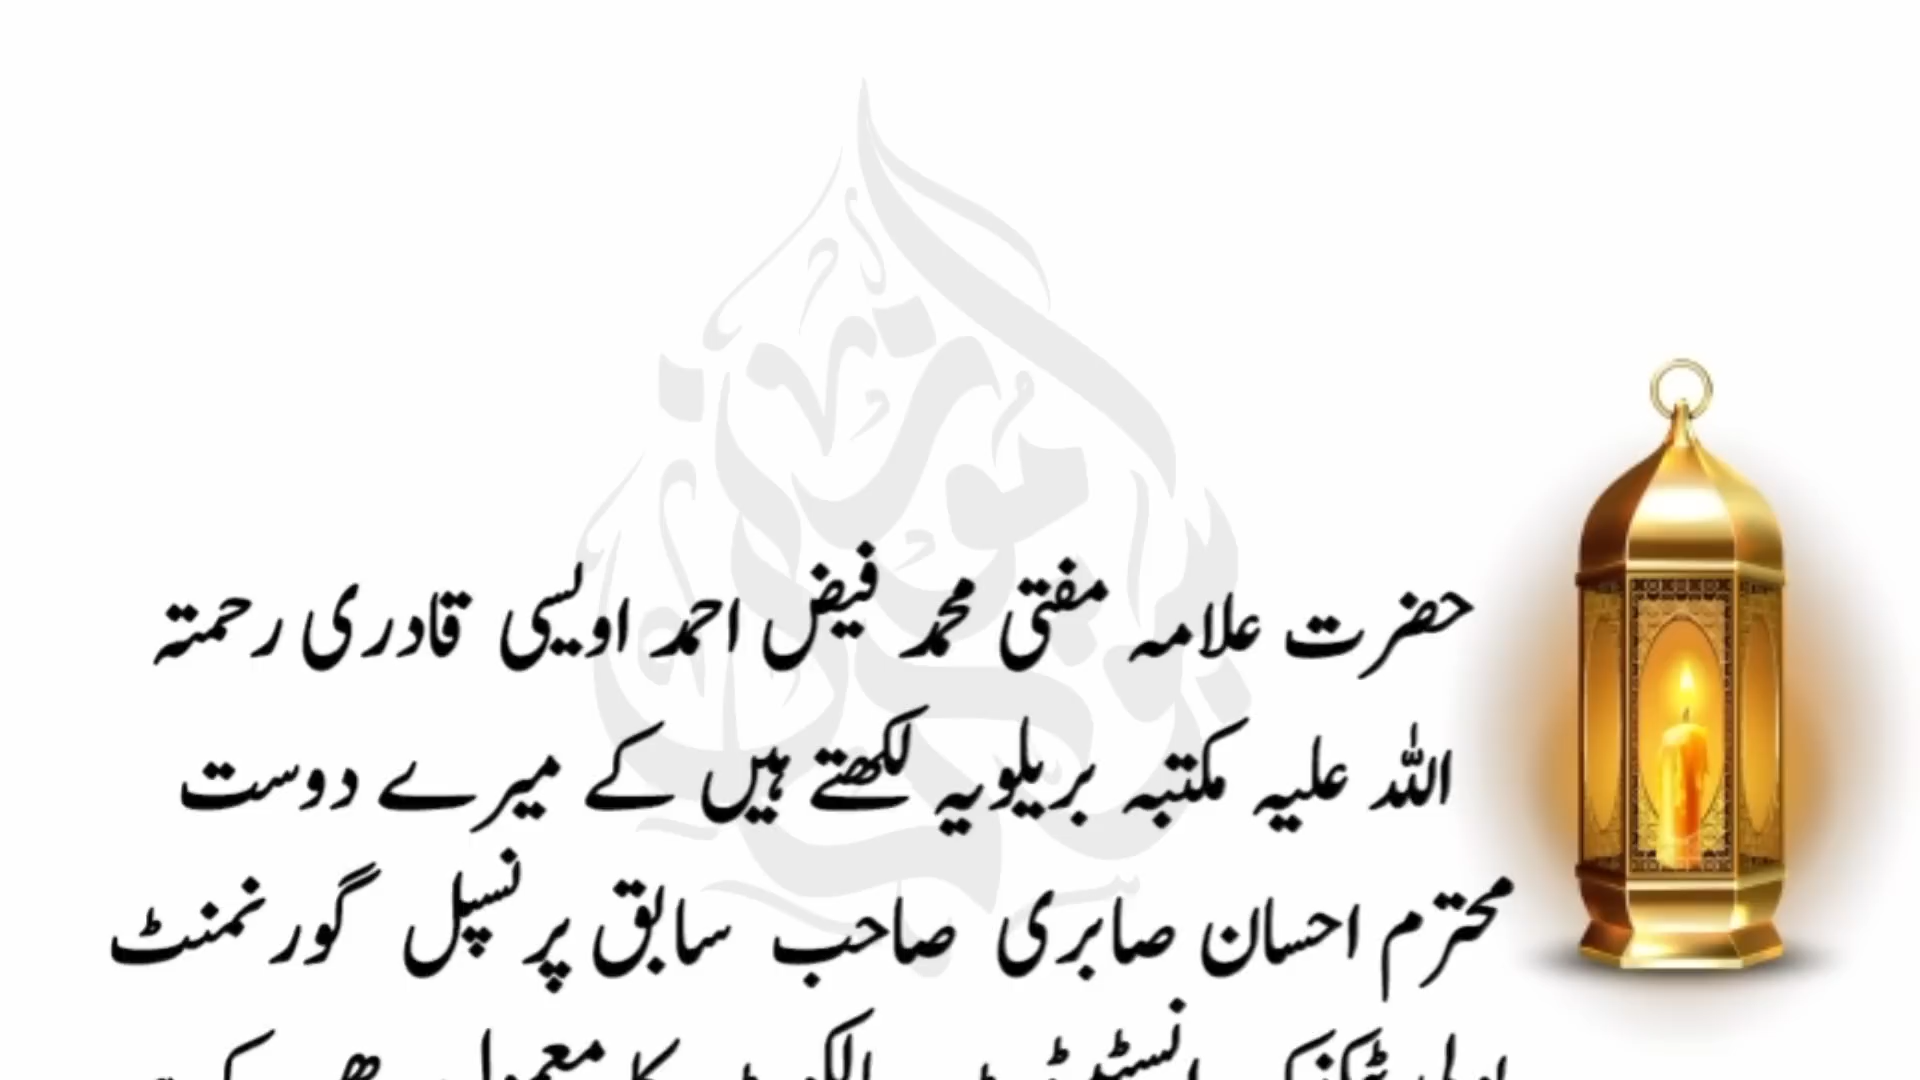 حضرت علامہ مفتی محمد فیض احمد اویسی قادری رحمتہ
اللہ علیہ مکتبہ بریلویہ لکھتے ہیں کے میرے دوست
محترم احسان صابری صاحب سابق پرنسپل گورنمنٹ